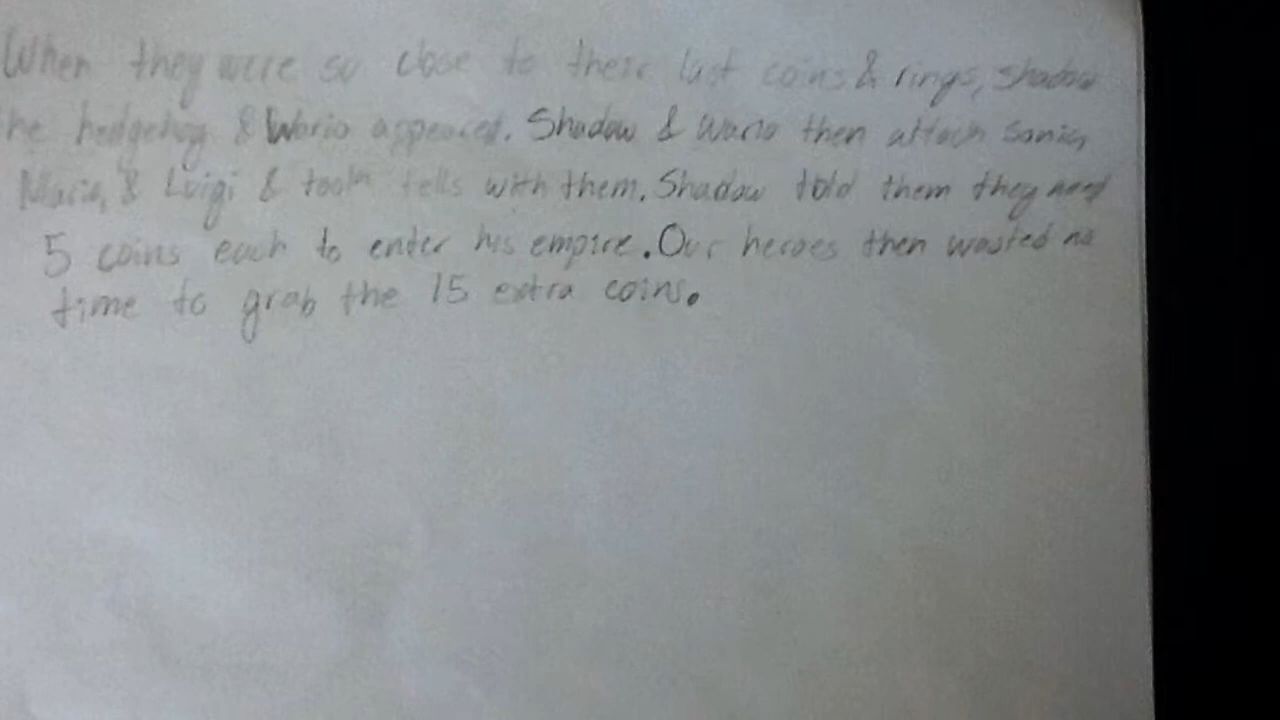 When they were so close to their last coins & rings, Shadow
the hedgehog & Wario appeared. Shadow & Wario then attack Sonic,
Mario, & Luigi & took tells with them. Shadow told them they need
5 coins each to enter his empire. Our heroes then wasted no
time to grab the 15 extra coins.